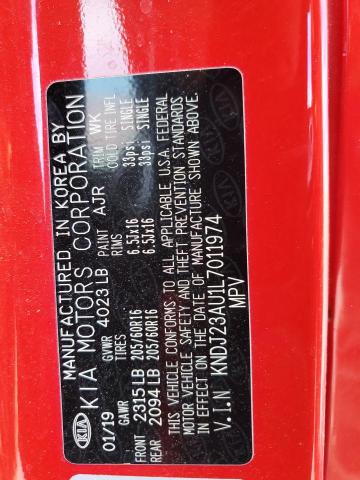 MANUFACTURED IN KOREA BY
KIA KIA MOTORS CORPORATION
01/19 GVWR 4023LB PAINT AJR TRIM WK
GAWR TIRES RIMS COLD TIRE INFL
FRONT 2315LB 205/60R16 6.5Jx16 33psi SINGLE
REAR 2094LB 205/60R16 6.5Jx16 33psi SINGLE
THIS VEHICLE CONFORMS TO ALL APPLICABLE U.S.A. FEDERAL
MOTOR VEHICLE SAFETY AND THEFT PREVENTION STANDARDS
IN EFFECT ON THE DATE OF MANUFACTURE SHOWN ABOVE.
V.I.N KNDJ23AU1L7011974
MPV